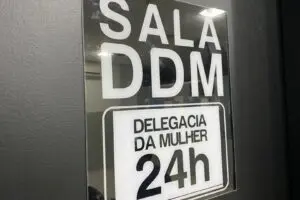 SALA
DDM
DELEGACIA
DA MULHER
24h